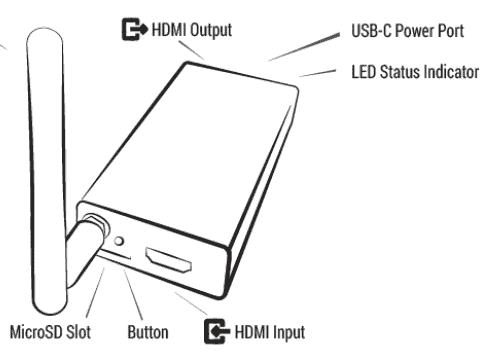 HDMI Output
USB-C Power Port
LED Status Indicator
MicroSD Slot
Button
HDMI Input